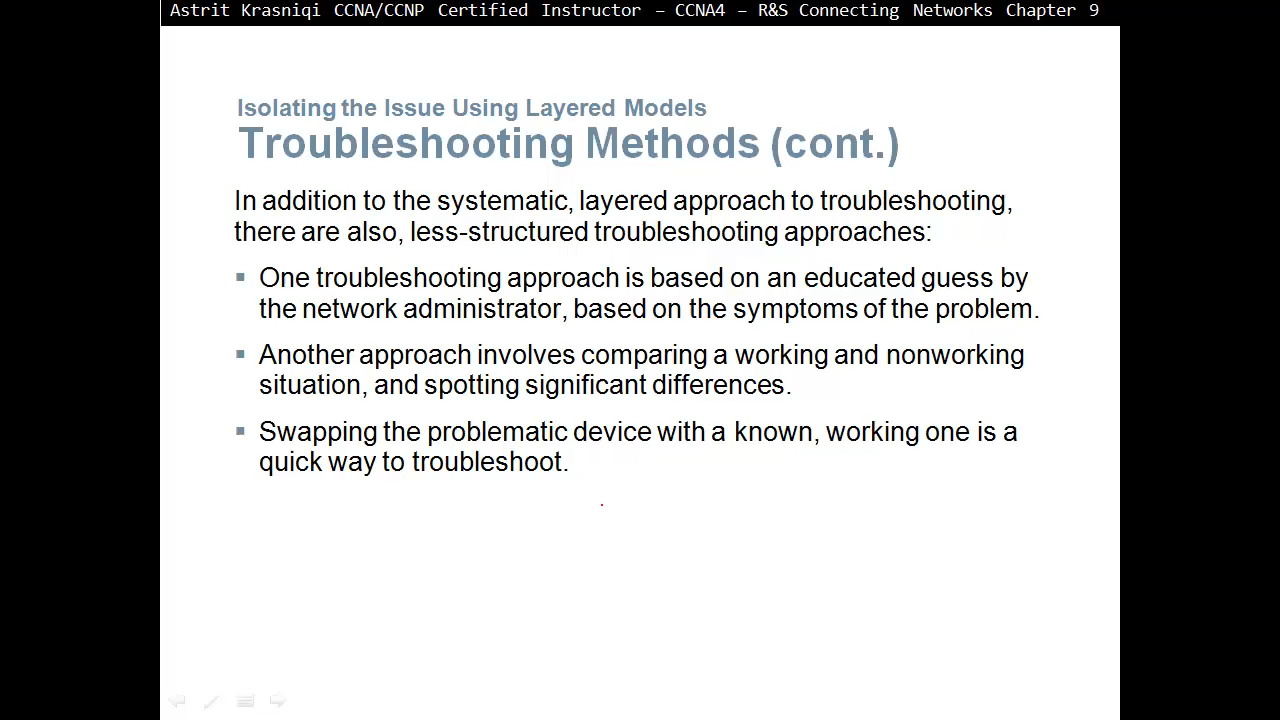 Astrit Krasniqi CCNA/CCNP Certified Instructor – CCNA4 – R&S Connecting Networks Chapter 9
Isolating the Issue Using Layered Models
Troubleshooting Methods (cont.)
In addition to the systematic, layered approach to troubleshooting,
there are also, less-structured troubleshooting approaches:
▪ One troubleshooting approach is based on an educated guess by
the network administrator, based on the symptoms of the problem.
▪ Another approach involves comparing a working and nonworking
situation, and spotting significant differences.
▪ Swapping the problematic device with a known, working one is a
quick way to troubleshoot.